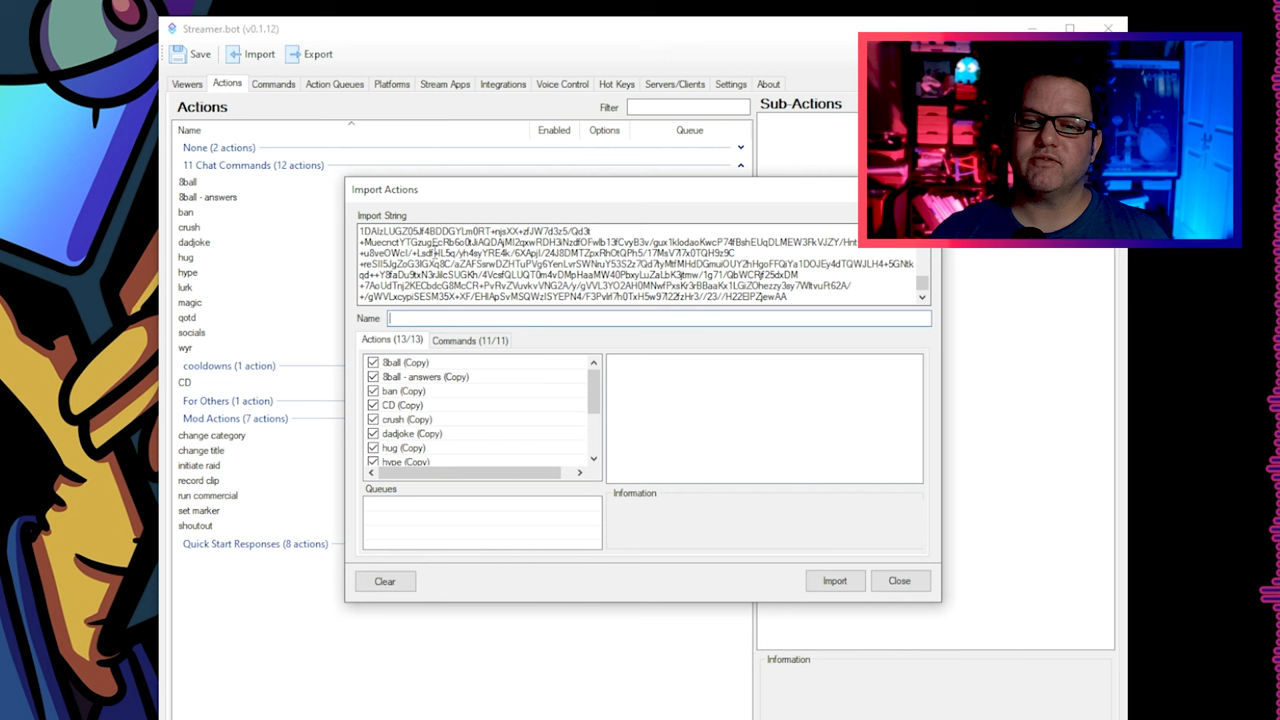 Streamer.bot (v0.1.12)
Save Import Export
Viewers Actions Commands Action Queues Platforms Stream Apps Integrations Voice Control Hot Keys Servers/Clients Settings About
Actions
Filter
Sub-Actions
Name Enabled Options Queue
None (2 actions)
11 Chat Commands (12 actions)
8ball
8ball - answers
ban
crush
dadjoke
hug
hype
lurk
magic
qotd
socials
wyr
cooldowns (1 action)
CD
For Others (1 action)
Mod Actions (7 actions)
change category
change title
initiate raid
record clip
run commercial
set marker
shoutout
Quick Start Responses (8 actions)
Import Actions
Import String
Name
Actions (13/13) Commands (11/11)
8ball (Copy)
8ball - answers (Copy)
ban (Copy)
CD (Copy)
crush (Copy)
dadjoke (Copy)
hug (Copy)
hype (Copy)
Queues
Information
Clear
Import
Close
Information